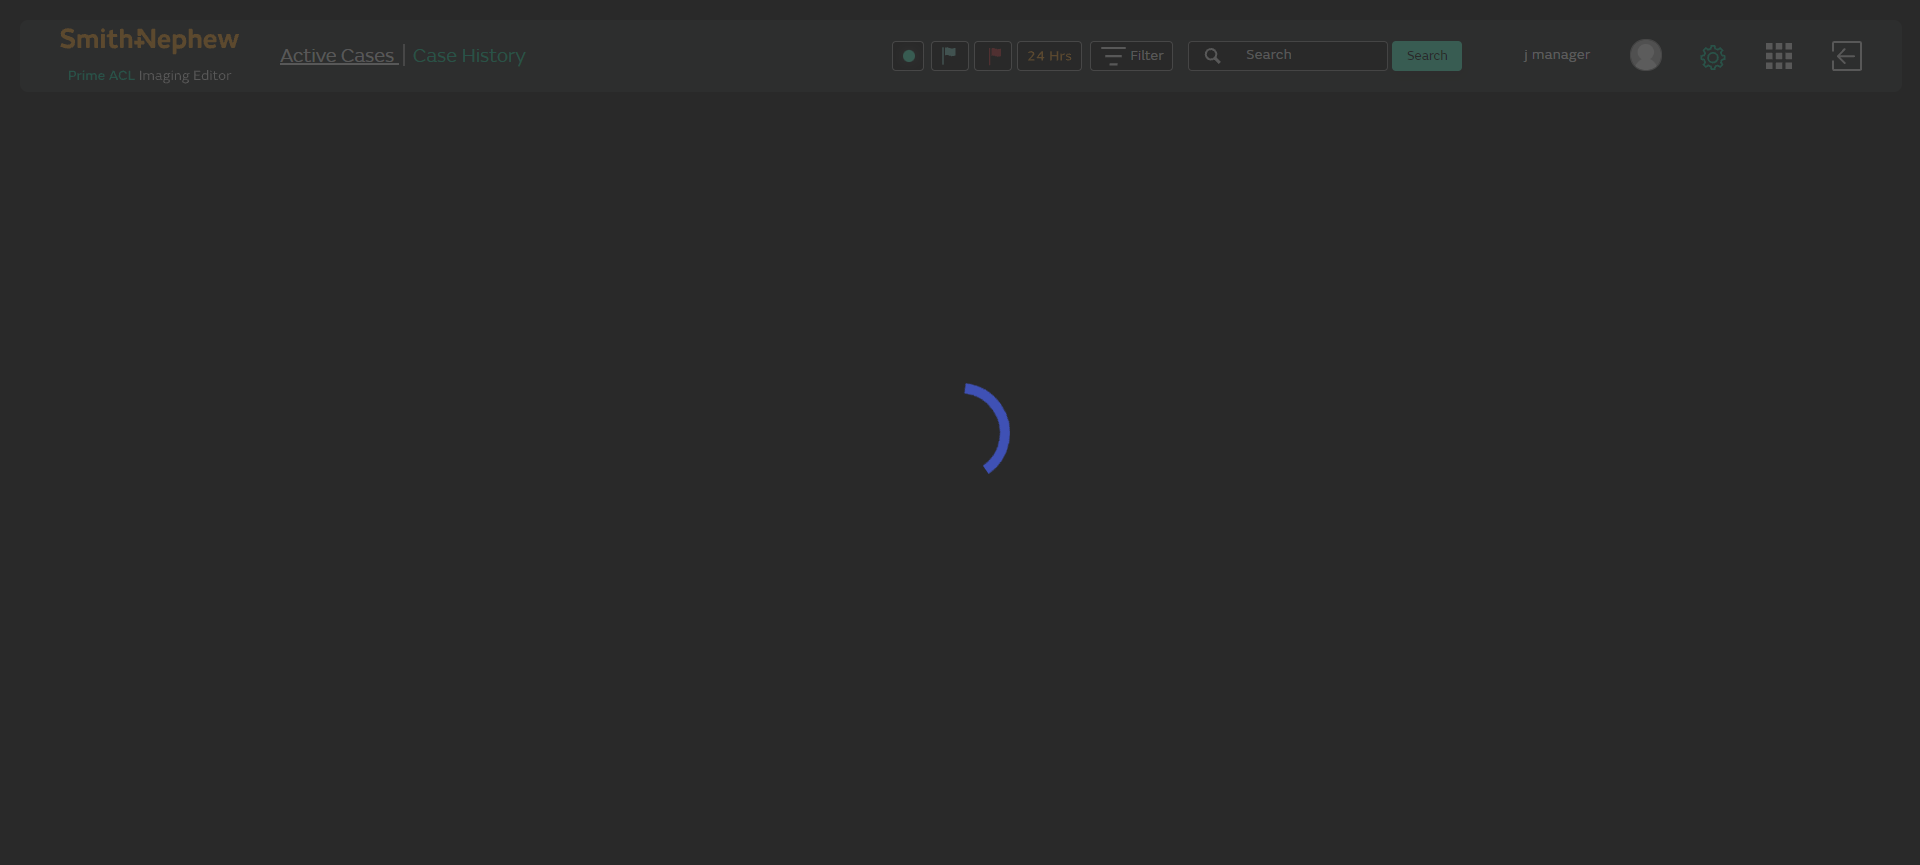 Smith+Nephew
Prime ACL Imaging Editor
Active Cases | Case History
24 Hrs
Filter
Search
Search
j manager